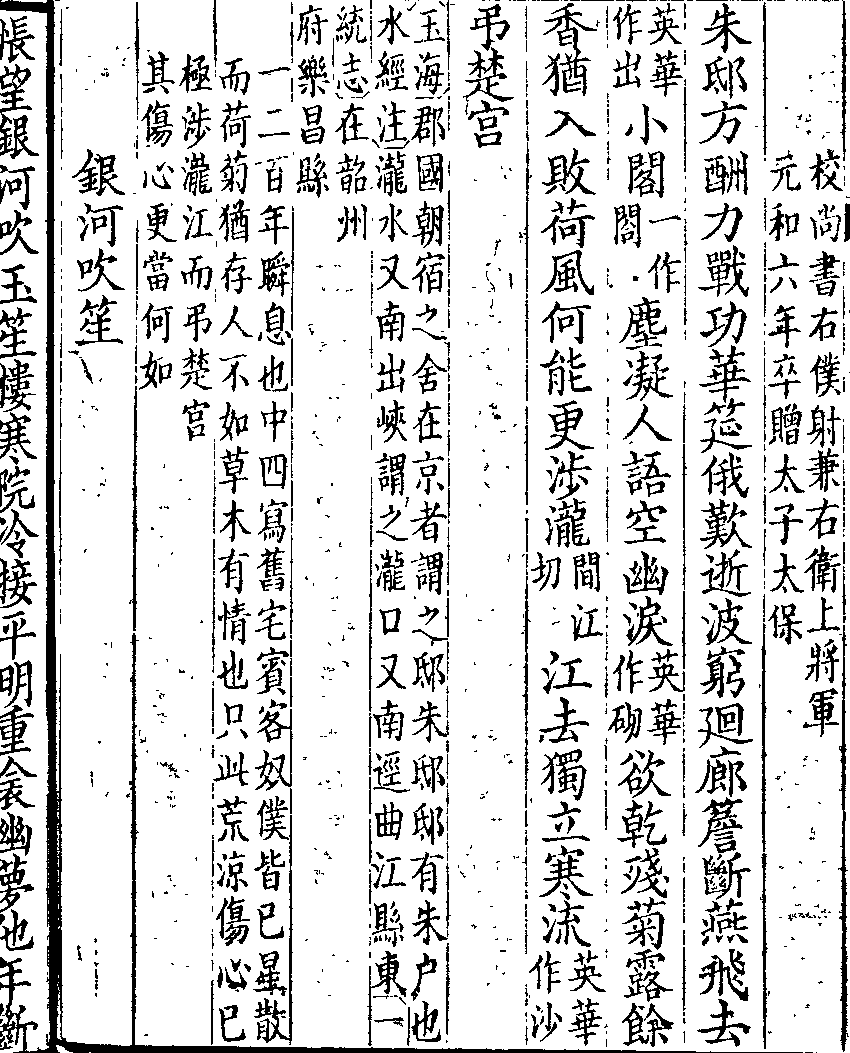 校尚書右僕射兼右衛上將軍
元和六年卒贈太子太保
朱邸方酬力戰功華筵俄歎逝波窮廻廊簷斷燕飛去
英華作出小閣一作閤塵凝人語空幽淚英華作砌欲乾殘菊露餘
香猶入敗荷風何能更涉瀧間江切江去獨立寒流英華作沙
弔楚宮
玉海郡國朝宿之舍在京者謂之邸朱邸邸有朱户也
水經注瀧水又南出峽謂之瀧口又南逕曲江縣東一
統志在韶州
府樂昌縣
一二百年瞬息也中四寫舊宅賓客奴僕皆已星散
而荷菊猶存人不如草木有情也只此荒凉傷心已
極涉瀧江而弔楚宮
其傷心更當何如
銀河吹笙
悵望銀河吹玉笙樓寒院冷接平明重衾幽夢他年斷